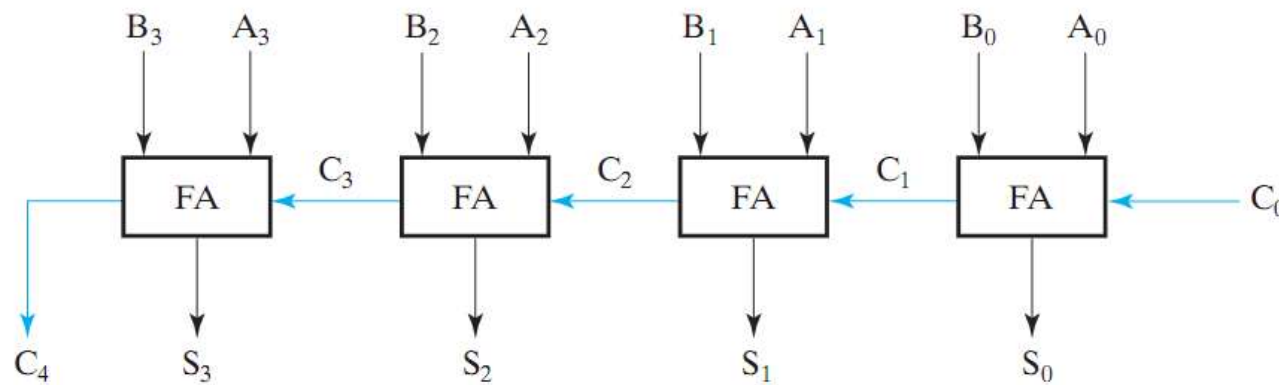 B₃ A₃ B₂ A₂ B₁ A₁ B₀ A₀
C₃ C₂ C₁
FA FA FA FA C₀
C₄ S₃ S₂ S₁ S₀